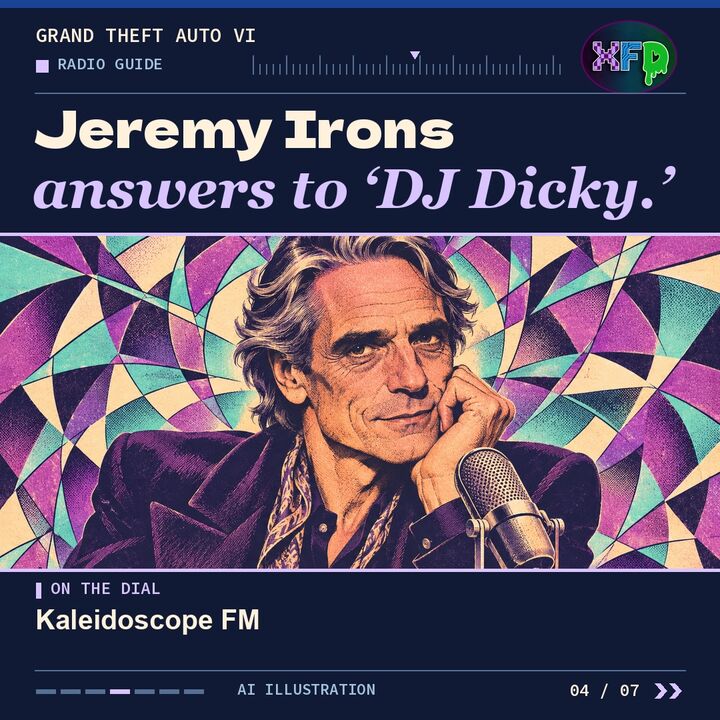 GRAND THEFT AUTO VI
RADIO GUIDE
XFD
Jeremy Irons
answers to ‘DJ Dicky.’
ON THE DIAL
Kaleidoscope FM
AI ILLUSTRATION
04 / 07